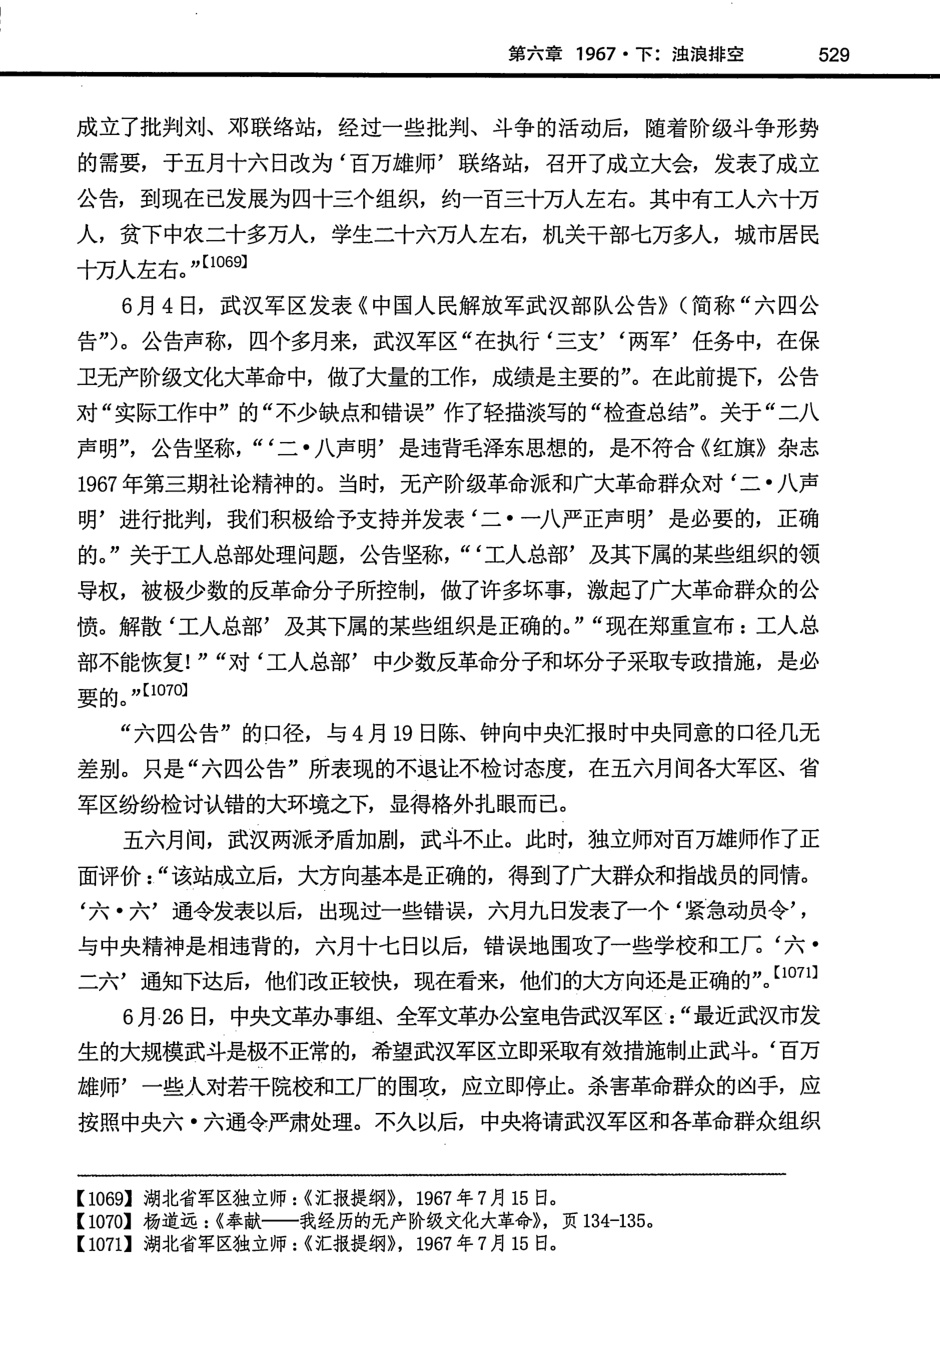 第六章 1967·下：浊浪排空 529
成立了批判刘、邓联络站，经过一些批判、斗争的活动后，随着阶级斗争形势
的需要，于五月十六日改为‘百万雄师’联络站，召开了成立大会，发表了成立
公告，到现在已发展为四十三个组织，约一百三十万人左右。其中有工人六十万
人，贫下中农二十多万人，学生二十六万人左右，机关干部七万多人，城市居民
十万人左右。”【1069】
6月4日，武汉军区发表《中国人民解放军武汉部队公告》（简称“六四公
告”）。公告声称，四个多月来，武汉军区“在执行‘三支’‘两军’任务中，在保
卫无产阶级文化大革命中，做了大量的工作，成绩是主要的”。在此前提下，公告
对“实际工作中”的“不少缺点和错误”作了轻描淡写的“检查总结”。关于“二八
声明”，公告坚称，“‘二·八声明’是违背毛泽东思想的，是不符合《红旗》杂志
1967年第三期社论精神的。当时，无产阶级革命派和广大革命群众对‘二·八声
明’进行批判，我们积极给予支持并发表‘二·一八严正声明’是必要的，正确
的。”关于工人总部处理问题，公告坚称，“‘工人总部’及其下属的某些组织的领
导权，被极少数的反革命分子所控制，做了许多坏事，激起了广大革命群众的公
愤。解散‘工人总部’及其下属的某些组织是正确的。”“现在郑重宣布：工人总
部不能恢复！”“对‘工人总部’中少数反革命分子和坏分子采取专政措施，是必
要的。”【1070】
“六四公告”的口径，与4月19日陈、钟向中央汇报时中央同意的口径几无
差别。只是“六四公告”所表现的不退让不检讨态度，在五六月间各大军区、省
军区纷纷检讨认错的大环境之下，显得格外扎眼而已。
五六月间，武汉两派矛盾加剧，武斗不止。此时，独立师对百万雄师作了正
面评价：“该站成立后，大方向基本是正确的，得到了广大群众和指战员的同情。
‘六·六’通令发表以后，出现过一些错误，六月九日发表了一个‘紧急动员令’，
与中央精神是相违背的，六月十七日以后，错误地围攻了一些学校和工厂。‘六·
二六’通知下达后，他们改正较快，现在看来，他们的大方向还是正确的”。【1071】
6月26日，中央文革办事组、全军文革办公室电告武汉军区：“最近武汉市发
生的大规模武斗是极不正常的，希望武汉军区立即采取有效措施制止武斗。‘百万
雄师’一些人对若干院校和工厂的围攻，应立即停止。杀害革命群众的凶手，应
按照中央六·六通令严肃处理。不久以后，中央将请武汉军区和各革命群众组织
【1069】湖北省军区独立师：《汇报提纲》，1967年7月15日。
【1070】杨道远：《奉献——我经历的无产阶级文化大革命》，页134-135。
【1071】湖北省军区独立师：《汇报提纲》，1967年7月15日。